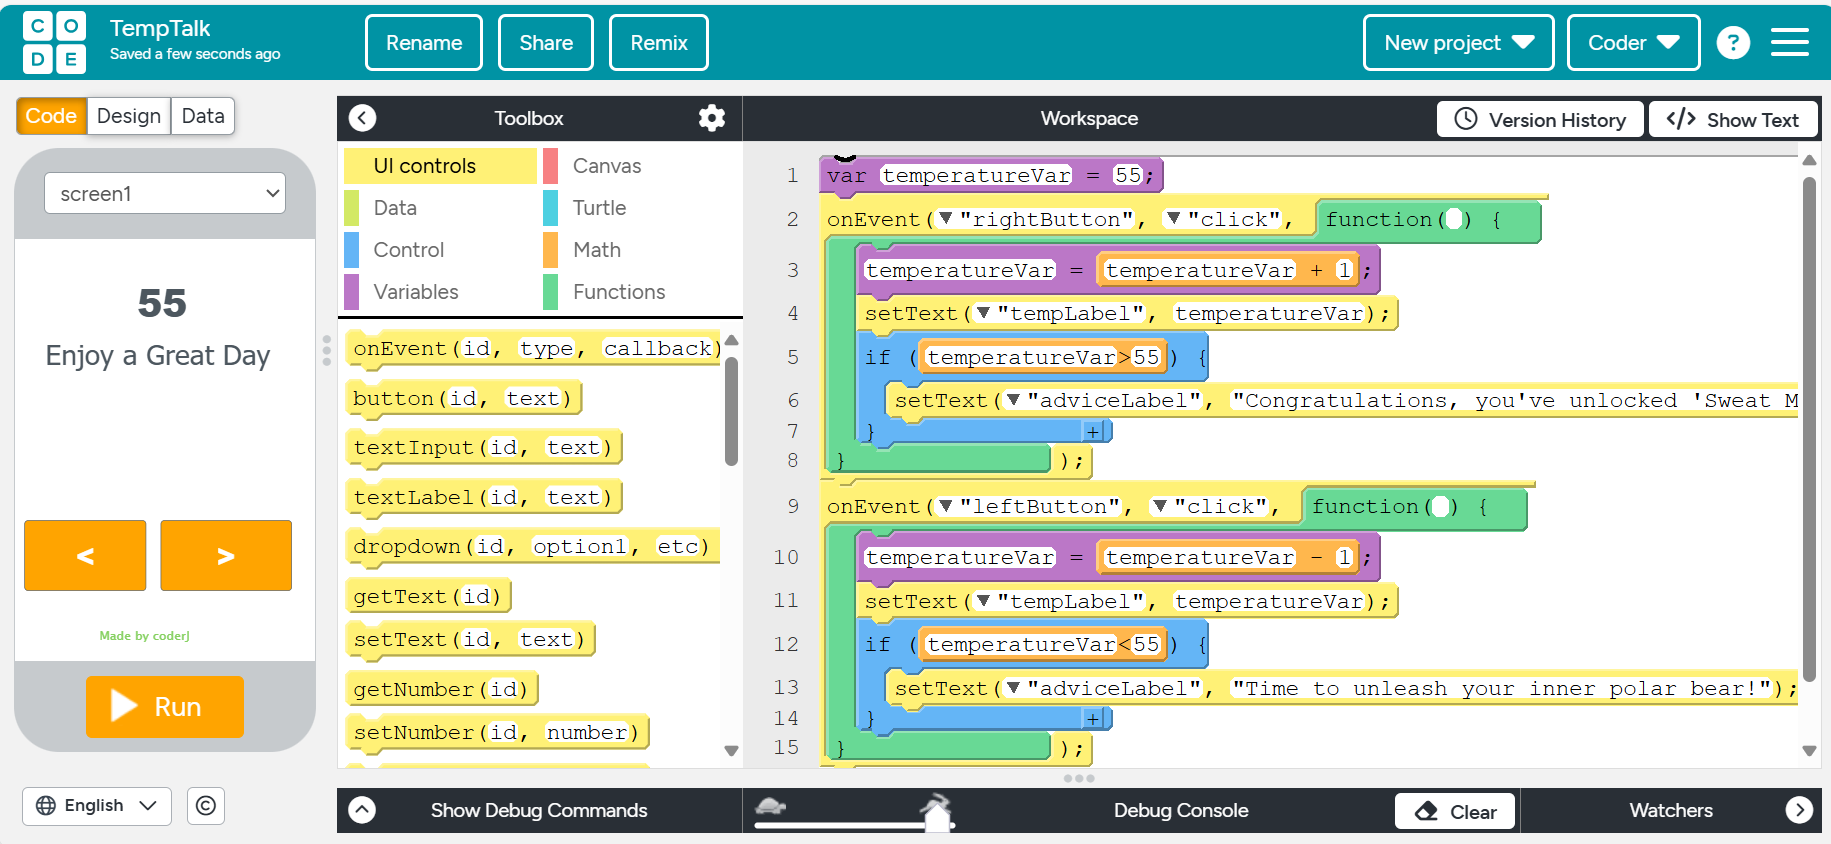 CODE
TempTalk
Saved a few seconds ago
Rename
Share
Remix
New project
Coder
?
Code
Design
Data
Toolbox
Workspace
Version History
</> Show Text
screen1
55
Enjoy a Great Day
<
>
Made by coderJ
Run
English
©
UI controls
Canvas
Data
Turtle
Control
Math
Variables
Functions
onEvent(id, type, callback)
button(id, text)
textInput(id, text)
textLabel(id, text)
dropdown(id, option1, etc)
getText(id)
setText(id, text)
getNumber(id)
setNumber(id, number)
1 var temperatureVar = 55;
2 onEvent(▼"rightButton", ▼"click", function( ) {
3 temperatureVar = temperatureVar + 1;
4 setText(▼"tempLabel", temperatureVar);
5 if (temperatureVar>55) {
6 setText(▼"adviceLabel", "Congratulations, you've unlocked 'Sweat M
7 } +
8 } );
9 onEvent(▼"leftButton", ▼"click", function( ) {
10 temperatureVar = temperatureVar - 1;
11 setText(▼"tempLabel", temperatureVar);
12 if (temperatureVar<55) {
13 setText(▼"adviceLabel", "Time to unleash your inner polar bear!");
14 } +
15 } );
Show Debug Commands
Debug Console
Clear
Watchers